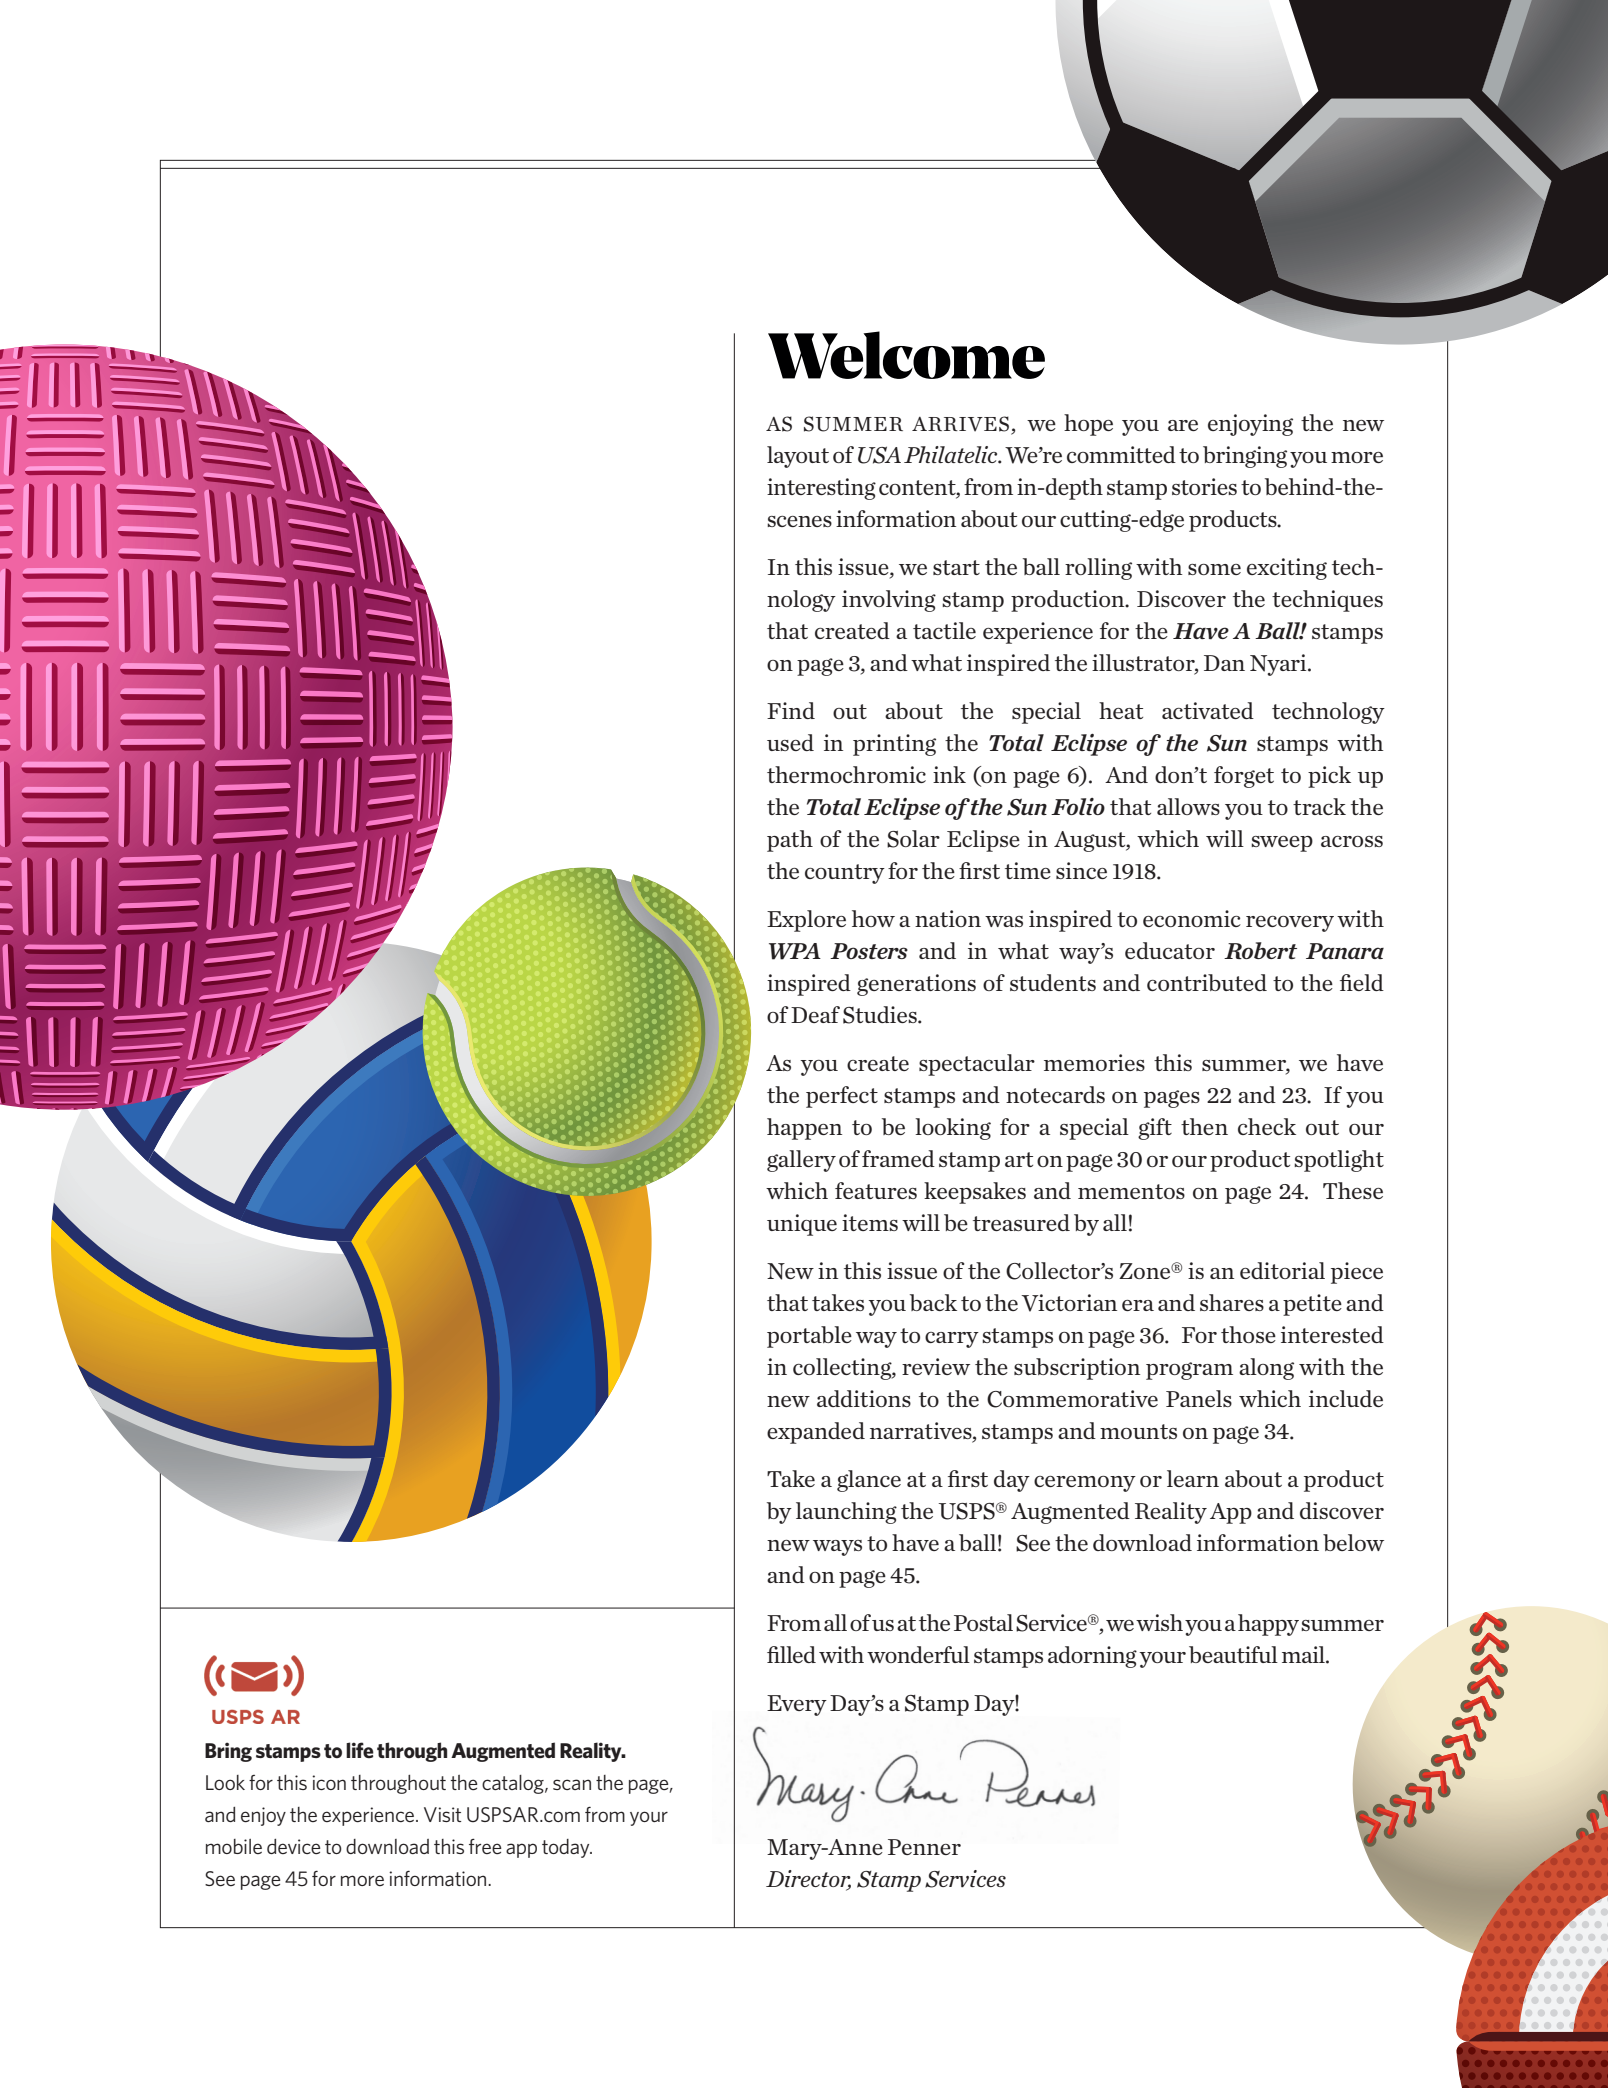 Welcome
AS SUMMER ARRIVES, we hope you are enjoying the new
layout of USA Philatelic. We’re committed to bringing you more
interesting content, from in-depth stamp stories to behind-the-
scenes information about our cutting-edge products.
In this issue, we start the ball rolling with some exciting tech-
nology involving stamp production. Discover the techniques
that created a tactile experience for the Have A Ball! stamps
on page 3, and what inspired the illustrator, Dan Nyari.
Find out about the special heat activated technology
used in printing the Total Eclipse of the Sun stamps with
thermochromic ink (on page 6). And don’t forget to pick up
the Total Eclipse of the Sun Folio that allows you to track the
path of the Solar Eclipse in August, which will sweep across
the country for the first time since 1918.
Explore how a nation was inspired to economic recovery with
WPA Posters and in what way’s educator Robert Panara
inspired generations of students and contributed to the field
of Deaf Studies.
As you create spectacular memories this summer, we have
the perfect stamps and notecards on pages 22 and 23. If you
happen to be looking for a special gift then check out our
gallery of framed stamp art on page 30 or our product spotlight
which features keepsakes and mementos on page 24. These
unique items will be treasured by all!
New in this issue of the Collector’s Zone® is an editorial piece
that takes you back to the Victorian era and shares a petite and
portable way to carry stamps on page 36. For those interested
in collecting, review the subscription program along with the
new additions to the Commemorative Panels which include
expanded narratives, stamps and mounts on page 34.
Take a glance at a first day ceremony or learn about a product
by launching the USPS® Augmented Reality App and discover
new ways to have a ball! See the download information below
and on page 45.
From all of us at the Postal Service®, we wish you a happy summer
filled with wonderful stamps adorning your beautiful mail.
Every Day’s a Stamp Day!
Mary-Anne Penner
Mary-Anne Penner
Director, Stamp Services
USPS AR
Bring stamps to life through Augmented Reality.
Look for this icon throughout the catalog, scan the page,
and enjoy the experience. Visit USPSAR.com from your
mobile device to download this free app today.
See page 45 for more information.